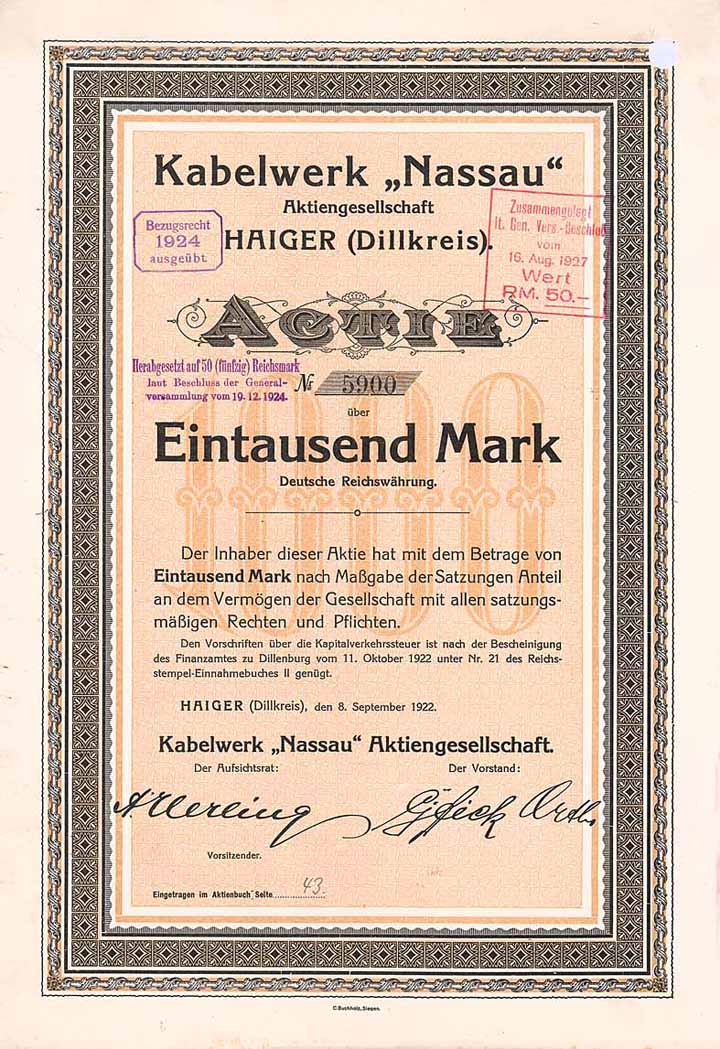 Kabelwerk „Nassau“
Aktiengesellschaft
HAIGER (Dillkreis).
Bezugsrecht
1924
ausgeübt
Zusammengelegt
lt. Gen. Vers.-Beschluß
vom
16. Aug. 1927
Wert
RM. 50.–
ACTIE
Herabgesetzt auf 50 (fünfzig) Reichsmark
laut Beschluss der General-
versammlung vom 19. 12. 1924.
№ 5900
über
1000
Eintausend Mark
Deutsche Reichswährung.
Der Inhaber dieser Aktie hat mit dem Betrage von
Eintausend Mark nach Maßgabe der Satzungen Anteil
an dem Vermögen der Gesellschaft mit allen satzungs-
mäßigen Rechten und Pflichten.
Den Vorschriften über die Kapitalverkehrssteuer ist nach der Bescheinigung
des Finanzamtes zu Dillenburg vom 11. Oktober 1922 unter Nr. 21 des Reichs-
stempel-Einnahmebuches II genügt.
HAIGER (Dillkreis), den 8. September 1922.
Kabelwerk „Nassau“ Aktiengesellschaft.
Der Aufsichtsrat:
Der Vorstand:
Vorsitzender.
Eingetragen im Aktienbuch Seite 43.
C. Buchholz, Siegen.